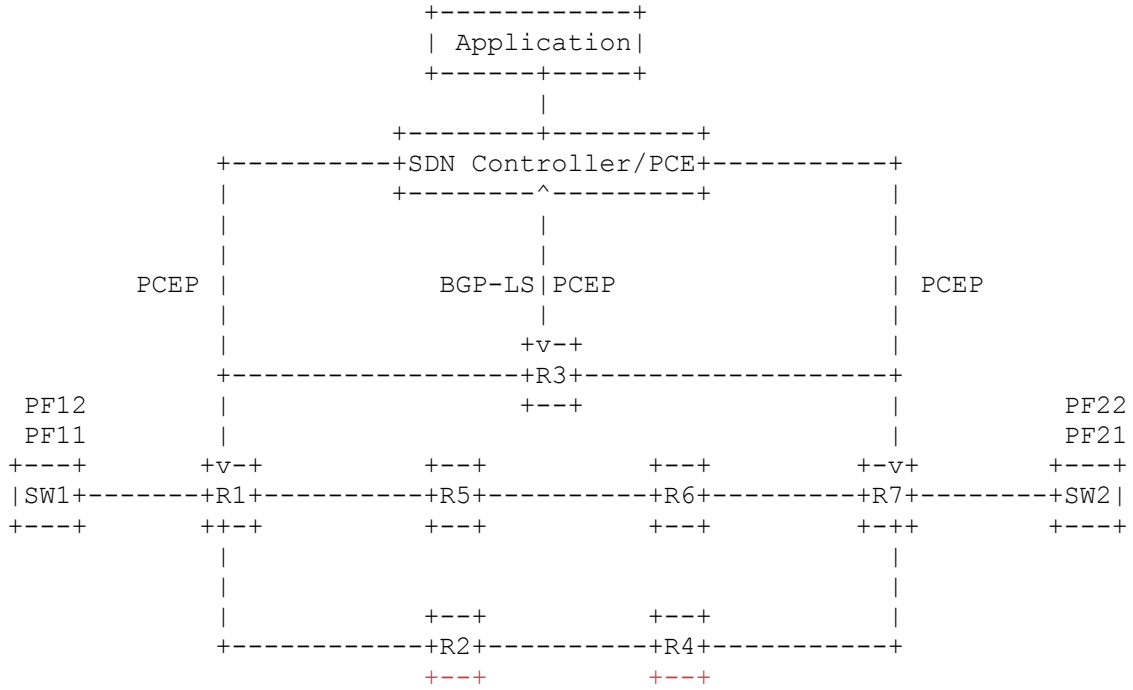 +------------+
| Application|
+------+-----+
|
+--------+---------+
+----------+SDN Controller/PCE+-----------+
|          +--------^---------+           |
|                   |                     |
|                   |                     |
PCEP |             BGP-LS|PCEP                 | PCEP
|                   |                     |
|                  +v-+                   |
+------------------+R3+-------------------+
PF12         |                  +--+                   |          PF22
PF11         |                                         |          PF21
+---+       +v-+          +--+          +--+         +-v+        +---+
|SW1+-------+R1+----------+R5+----------+R6+---------+R7+--------+SW2|
+---+       ++-+          +--+          +--+         +-++        +---+
|                                         |
|                                         |
|            +--+          +--+           |
+------------+R2+----------+R4+-----------+
+--+          +--+